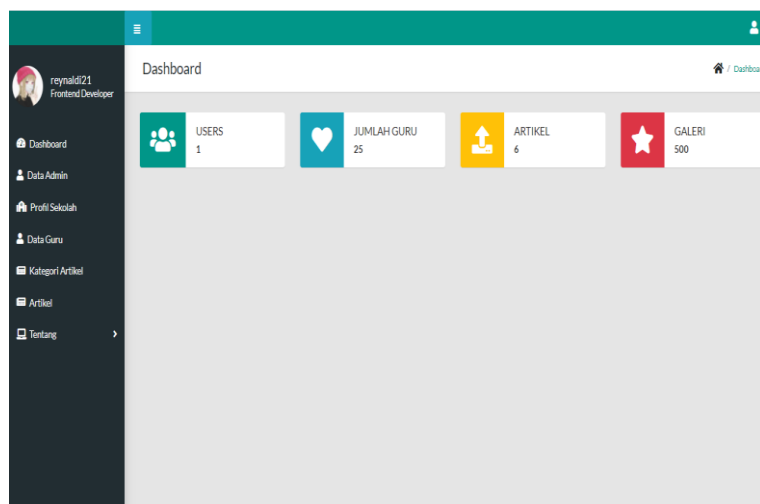 reynaldi21
Frontend Developer
Dashboard
Data Admin
Profil Sekolah
Data Guru
Kategori Artikel
Artikel
Tentang
Dashboard
/ Dashboa
USERS
1
JUMLAH GURU
25
ARTIKEL
6
GALERI
500